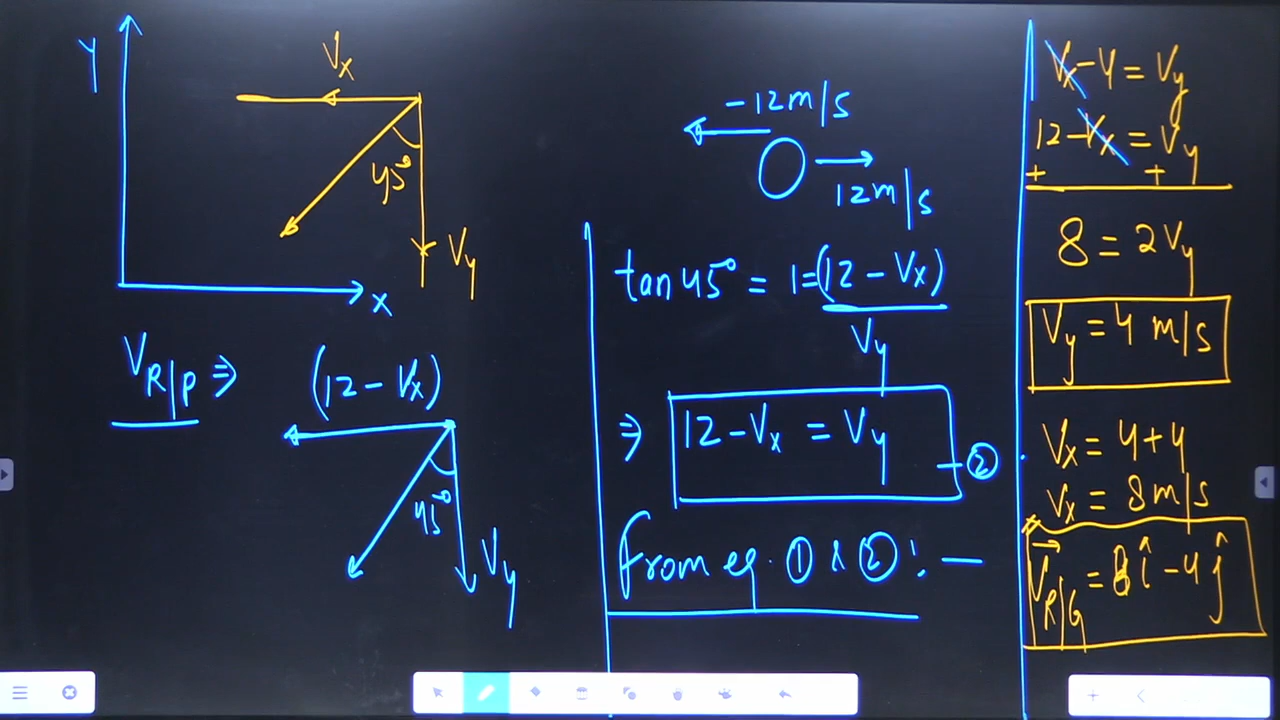 Y
Vx
45°
Vy
x
VR/P ⇒
(12 - Vx)
45°
Vy
-12 m/s
12 m/s
tan 45° = 1 = (12 - Vx)
Vy
⇒ 12 - Vx = Vy
- ②
From eq. ① & ② : —
Vx - 4 = Vy
12 - Vx = Vy
+ +
8 = 2Vy
Vy = 4 m/s
Vx = 4 + 4
Vx = 8 m/s
VR/G = 8î - 4ĵ